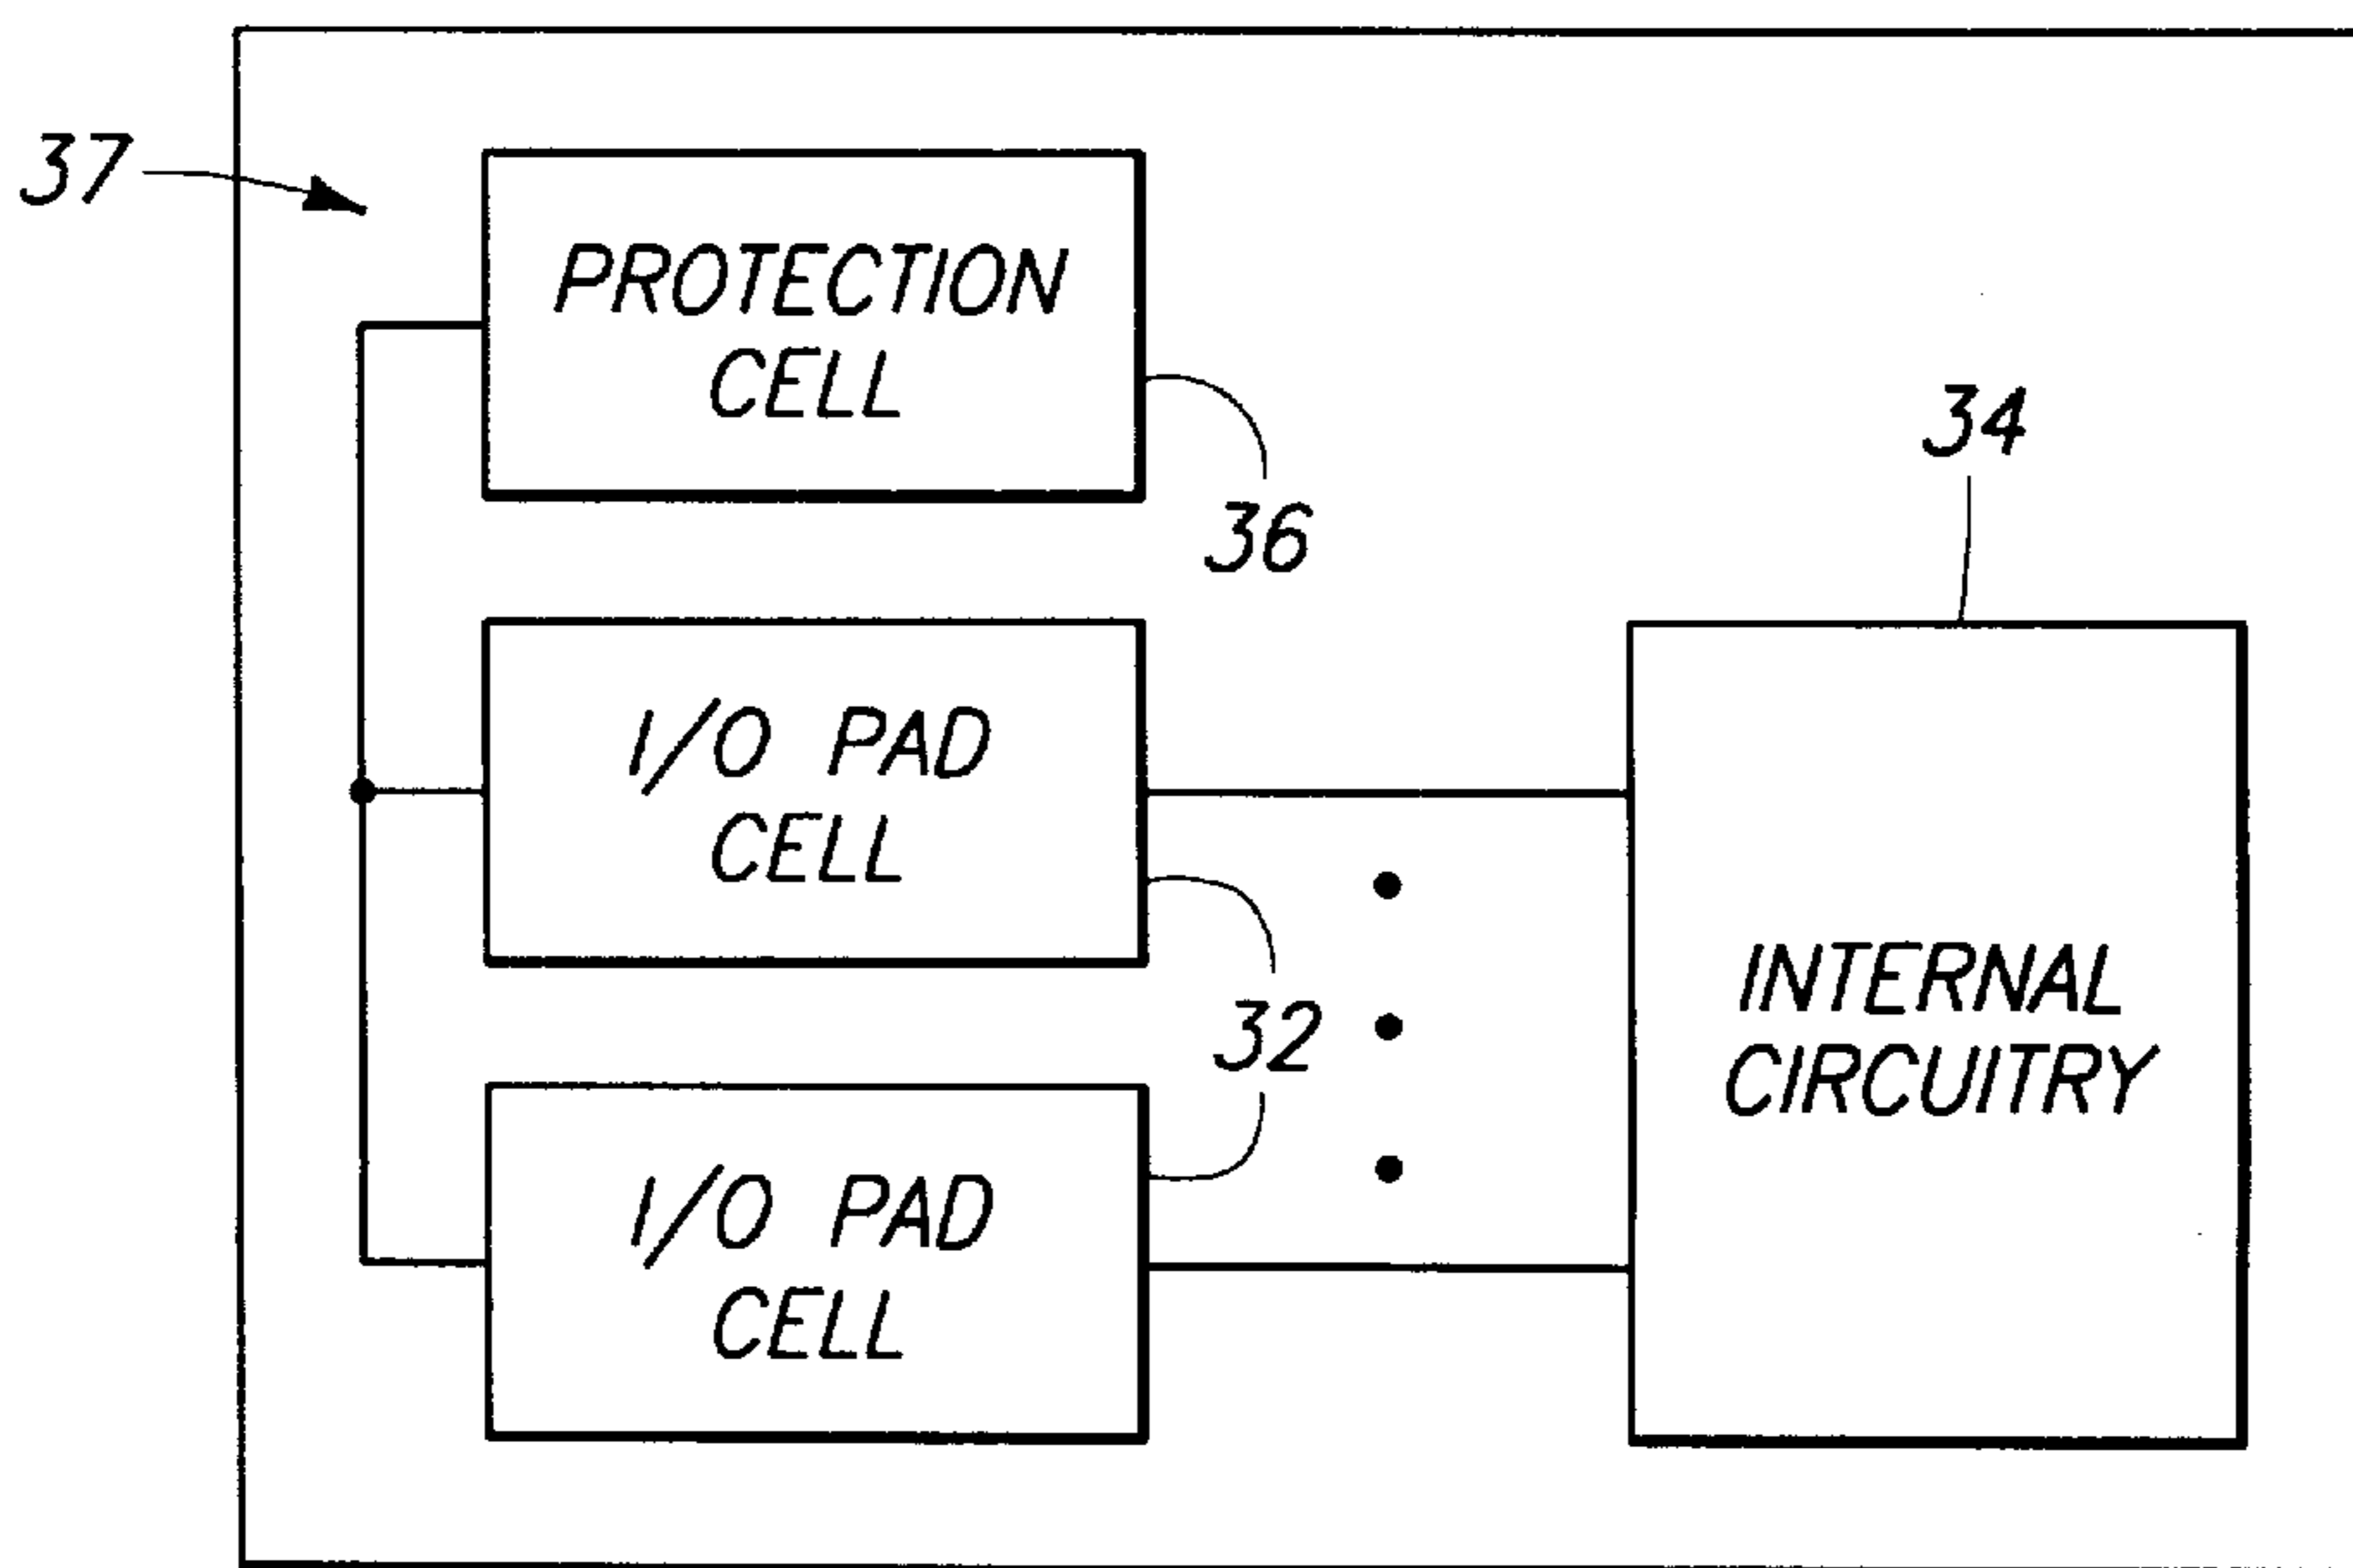 37
PROTECTION
CELL
36
34
I/O PAD
CELL
32
INTERNAL
CIRCUITRY
I/O PAD
CELL